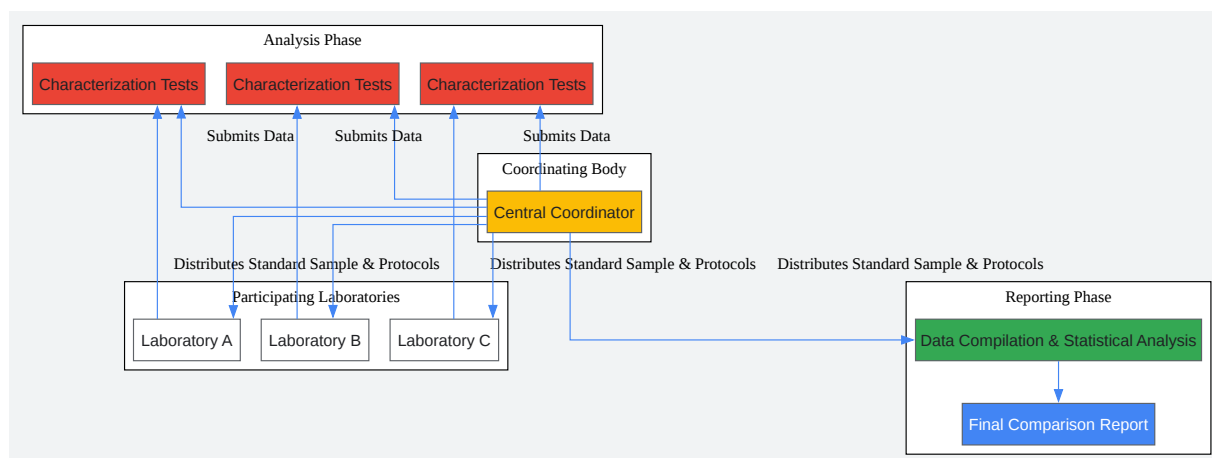 Analysis Phase
Characterization Tests
Characterization Tests
Characterization Tests
Submits Data
Submits Data
Submits Data
Coordinating Body
Central Coordinator
Distributes Standard Sample & Protocols
Distributes Standard Sample & Protocols
Distributes Standard Sample & Protocols
Participating Laboratories
Laboratory A
Laboratory B
Laboratory C
Reporting Phase
Data Compilation & Statistical Analysis
Final Comparison Report